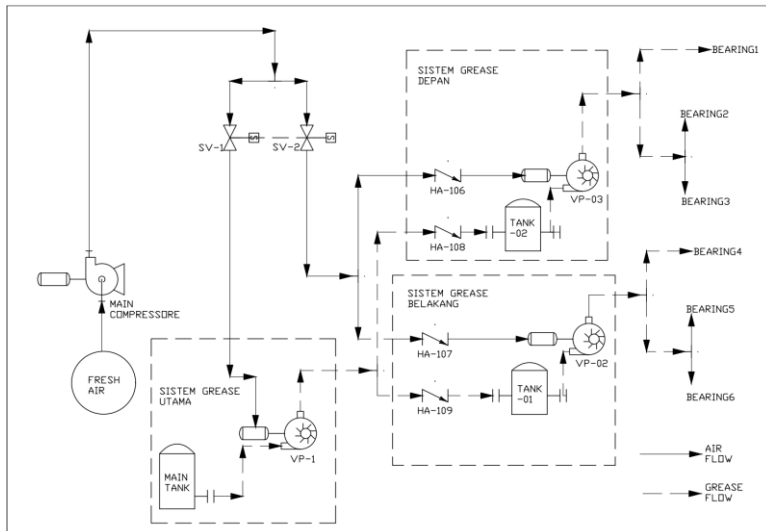 SISTEM GREASE
DEPAN
BEARING1
BEARING2
BEARING3
SV-1
S
SV-2
S
HA-106
VP-03
HA-108
TANK
-02
MAIN
COMPRESSORE
FRESH
AIR
SISTEM GREASE
BELAKANG
BEARING4
BEARING5
BEARING6
HA-107
VP-02
HA-109
TANK
-01
SISTEM GREASE
UTAMA
MAIN
TANK
VP-1
AIR
FLOW
GREASE
FLOW